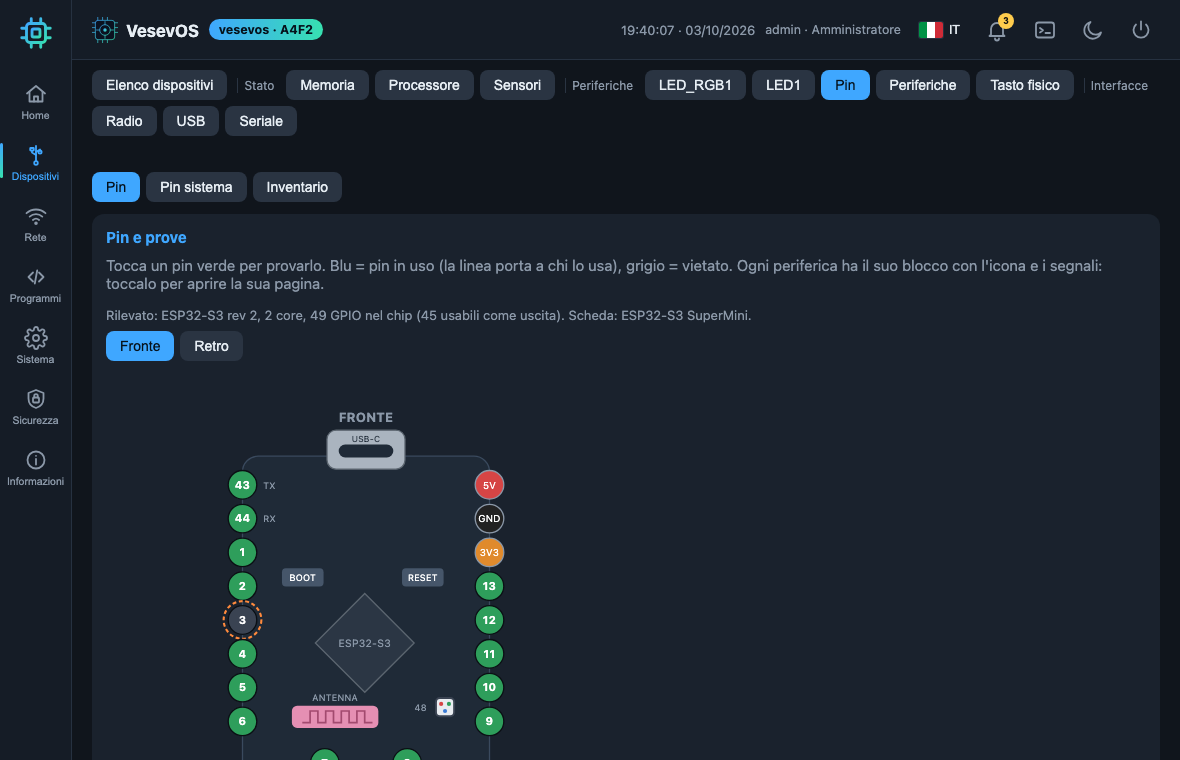 VesevOS
vesevos · A4F2
19:40:07 · 03/10/2026
admin · Amministratore
IT
3
Home
Dispositivi
Rete
Programmi
Sistema
Sicurezza
Informazioni
Elenco dispositivi
Stato
Memoria
Processore
Sensori
Periferiche
LED_RGB1
LED1
Pin
Periferiche
Tasto fisico
Interfacce
Radio
USB
Seriale
Pin
Pin sistema
Inventario
Pin e prove
Tocca un pin verde per provarlo. Blu = pin in uso (la linea porta a chi lo usa), grigio = vietato. Ogni periferica ha il suo blocco con l'icona e i segnali:
toccalo per aprire la sua pagina.
Rilevato: ESP32-S3 rev 2, 2 core, 49 GPIO nel chip (45 usabili come uscita). Scheda: ESP32-S3 SuperMini.
Fronte
Retro
FRONTE
USB-C
43 TX
5V
44 RX
GND
1
3V3
BOOT
RESET
2
13
3
12
ESP32-S3
4
11
5
10
ANTENNA
48
6
9